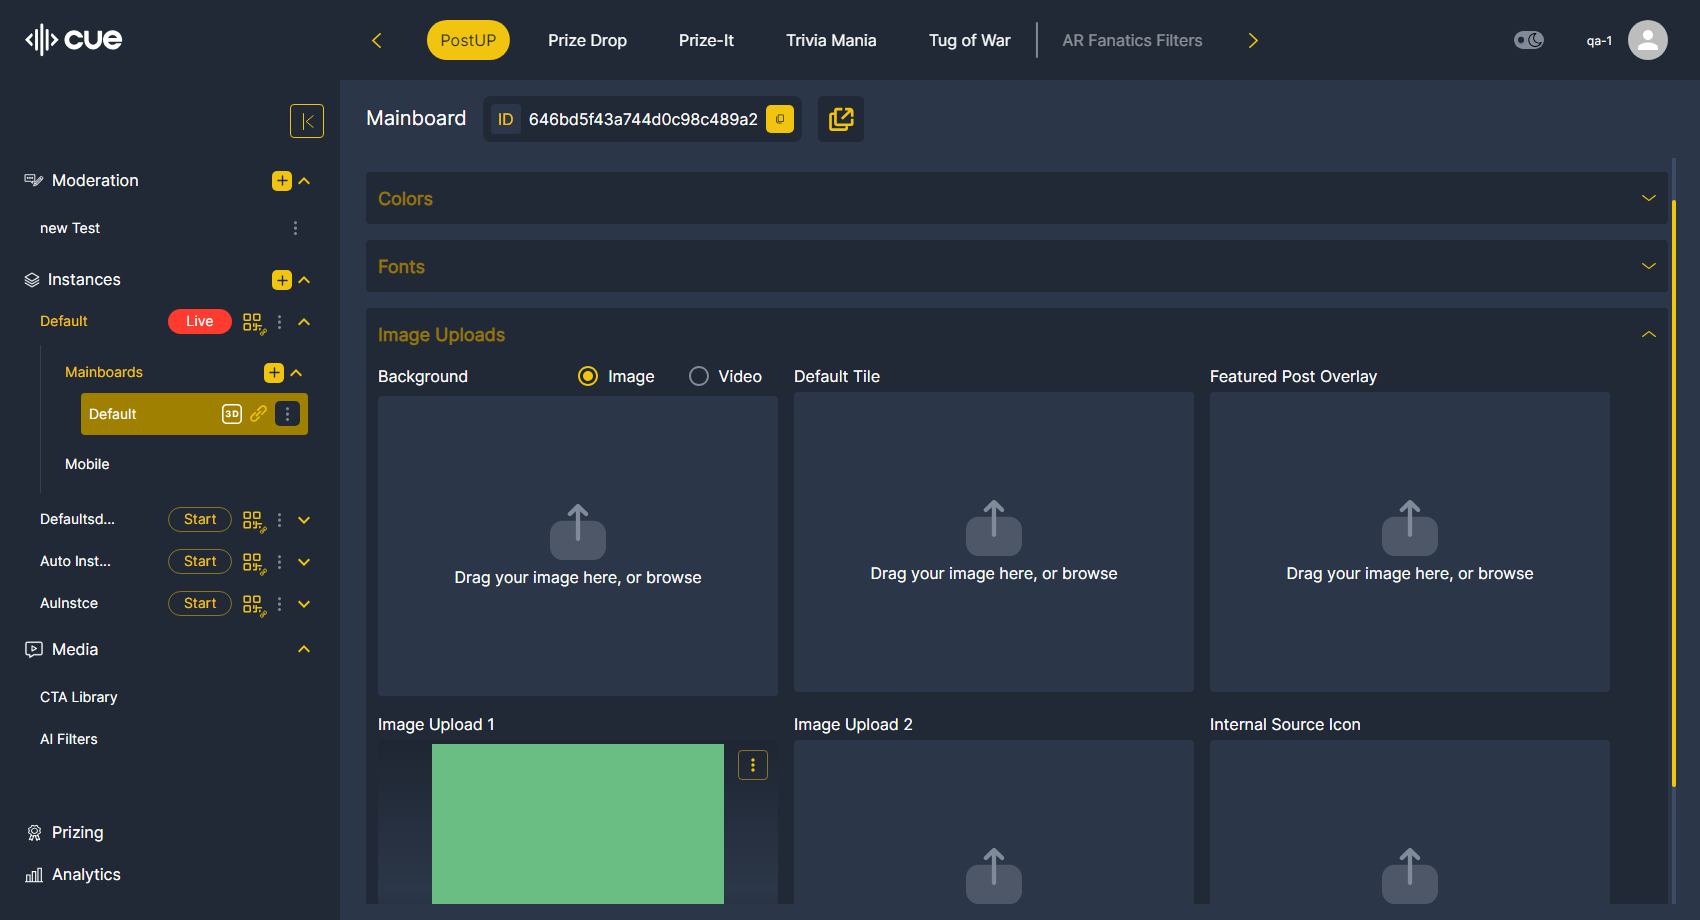 cue
PostUP
Prize Drop
Prize-It
Trivia Mania
Tug of War
AR Fanatics Filters
qa-1
Moderation
new Test
Instances
Default
Live
Mainboards
Default
3D
Mobile
Defaultsd...
Start
Auto Inst...
Start
AuInstce
Start
Media
CTA Library
AI Filters
Prizing
Analytics
Mainboard
ID
646bd5f43a744d0c98c489a2
Colors
Fonts
Image Uploads
Background
Image
Video
Default Tile
Featured Post Overlay
Drag your image here, or browse
Drag your image here, or browse
Drag your image here, or browse
Image Upload 1
Image Upload 2
Internal Source Icon